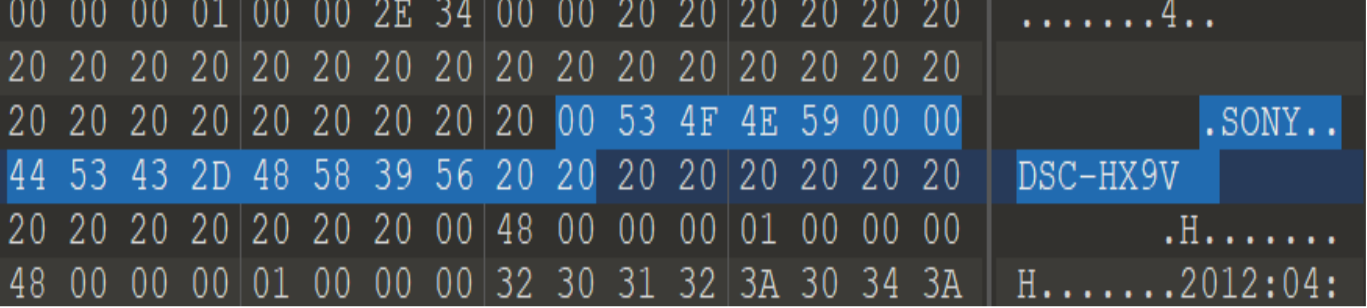 00 00 00 01 00 00 2E 34 00 00 20 20 20 20 20 20 .......4..
20 20 20 20 20 20 20 20 20 20 20 20 20 20 20 20
20 20 20 20 20 20 20 20 20 00 53 4F 4E 59 00 00 .SONY..
44 53 43 2D 48 58 39 56 20 20 20 20 20 20 20 20 DSC-HX9V
20 20 20 20 20 20 20 00 48 00 00 00 01 00 00 00 .H.......
48 00 00 00 01 00 00 00 32 30 31 32 3A 30 34 3A H.......2012:04: